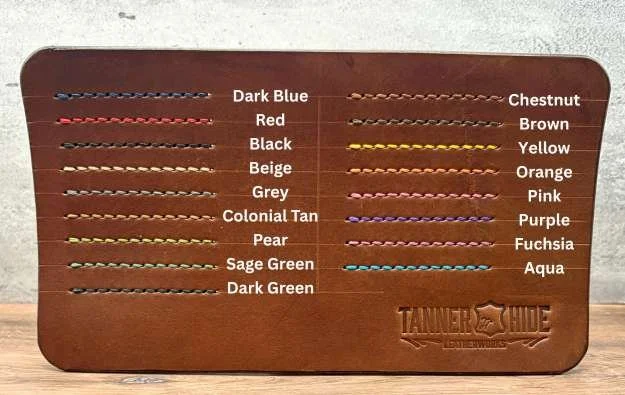 Dark Blue
Red
Black
Beige
Grey
Colonial Tan
Pear
Sage Green
Dark Green
Chestnut
Brown
Yellow
Orange
Pink
Purple
Fuchsia
Aqua
TANNER HIDE
LEATHERWORKS